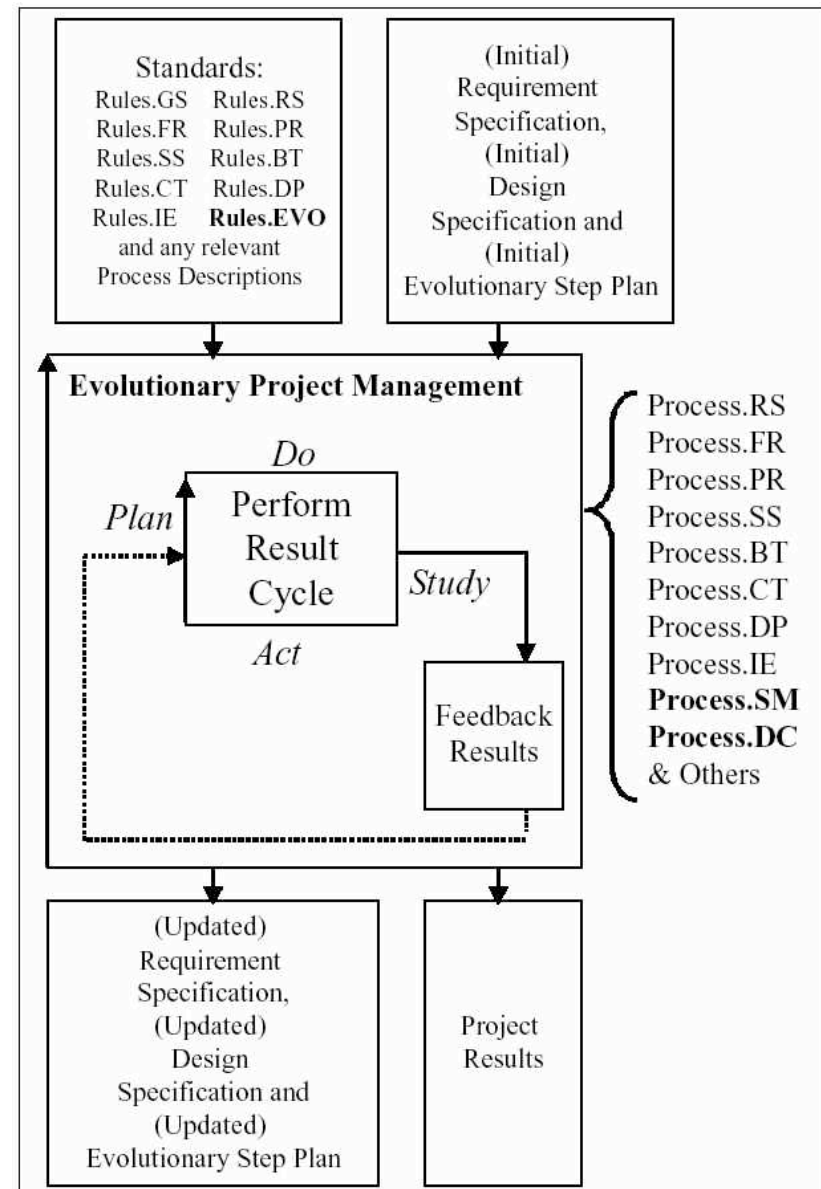 Standards:
Rules.GS Rules.RS
Rules.FR Rules.PR
Rules.SS Rules.BT
Rules.CT Rules.DP
Rules.IE Rules.EVO
and any relevant
Process Descriptions
(Initial)
Requirement
Specification,
(Initial)
Design
Specification and
(Initial)
Evolutionary Step Plan
Evolutionary Project Management
Do
Plan
Perform
Result
Cycle
Study
Act
Feedback
Results
Process.RS
Process.FR
Process.PR
Process.SS
Process.BT
Process.CT
Process.DP
Process.IE
Process.SM
Process.DC
& Others
(Updated)
Requirement
Specification,
(Updated)
Design
Specification and
(Updated)
Evolutionary Step Plan
Project
Results